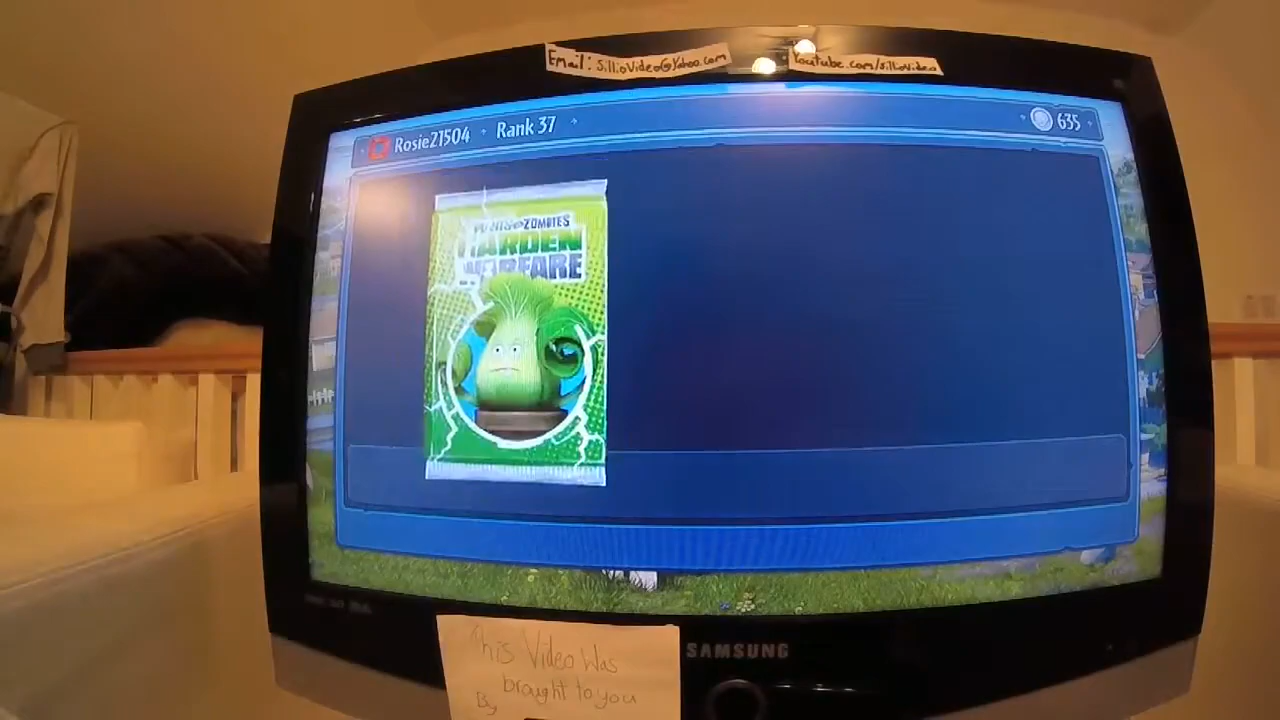 Email: SillioVideo@Yahoo.com
Youtube.com/sillovideo
Rosie21504
Rank 37
635
PLANTS vs ZOMBIES
GARDEN
WARFARE
SAMSUNG
This Video Was
brought to you
By